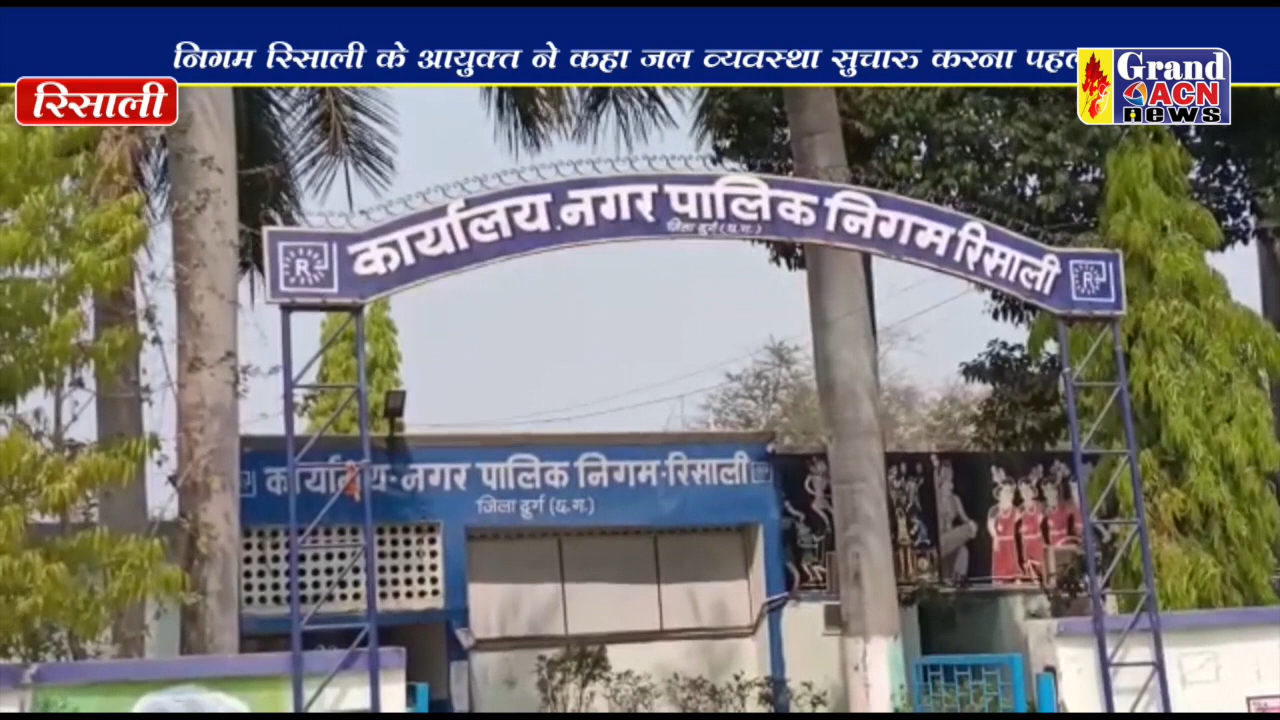 निगम रिसाली के आयुक्त ने कहा जल व्यवस्था सुचारु करना पहल
रिसाली
Grand
ACN
news
कार्यालय नगर पालिक निगम रिसाली
जिला दुर्ग (छ.ग.)
R
R
कार्यालय-नगर पालिक निगम-रिसाली
जिला दुर्ग (छ.ग.)